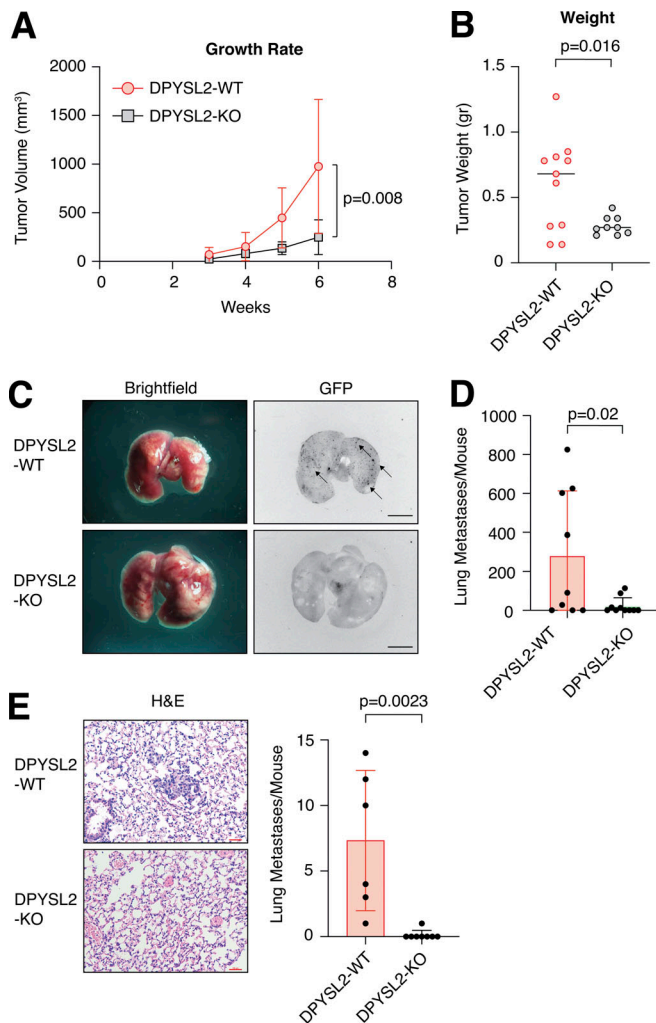 A
Growth Rate
Tumor Volume (mm³)
2000
1500
1000
500
0
DPYSL2-WT
DPYSL2-KO
p=0.008
0 2 4 6 8
Weeks
B
Weight
p=0.016
Tumor Weight (gr)
1.5
1.0
0.5
0
DPYSL2-WT
DPYSL2-KO
C
Brightfield GFP
DPYSL2
-WT
DPYSL2
-KO
D
p=0.02
Lung Metastases/Mouse
1000
800
600
400
200
0
DPYSL2-WT
DPYSL2-KO
E
H&E
DPYSL2
-WT
DPYSL2
-KO
p=0.0023
Lung Metastases/Mouse
15
10
5
0
DPYSL2-WT
DPYSL2-KO